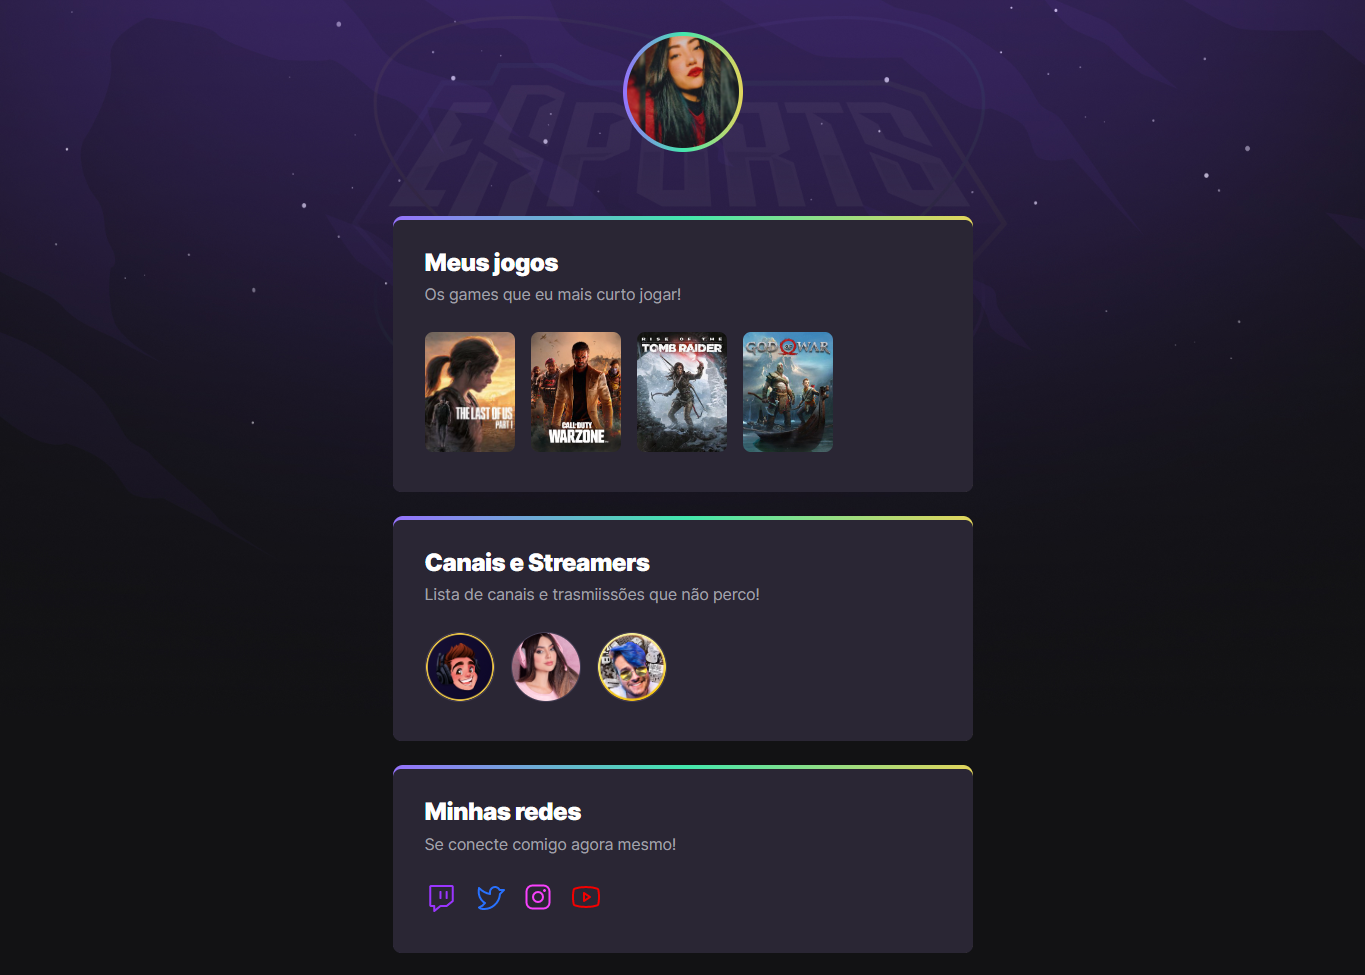 ESPORTS
Meus jogos
Os games que eu mais curto jogar!
THE LAST OF US
PART I
CALL OF DUTY
WARZONE
RISE OF THE
TOMB RAIDER
GOD OF WAR
Canais e Streamers
Lista de canais e trasmiissões que não perco!
Minhas redes
Se conecte comigo agora mesmo!